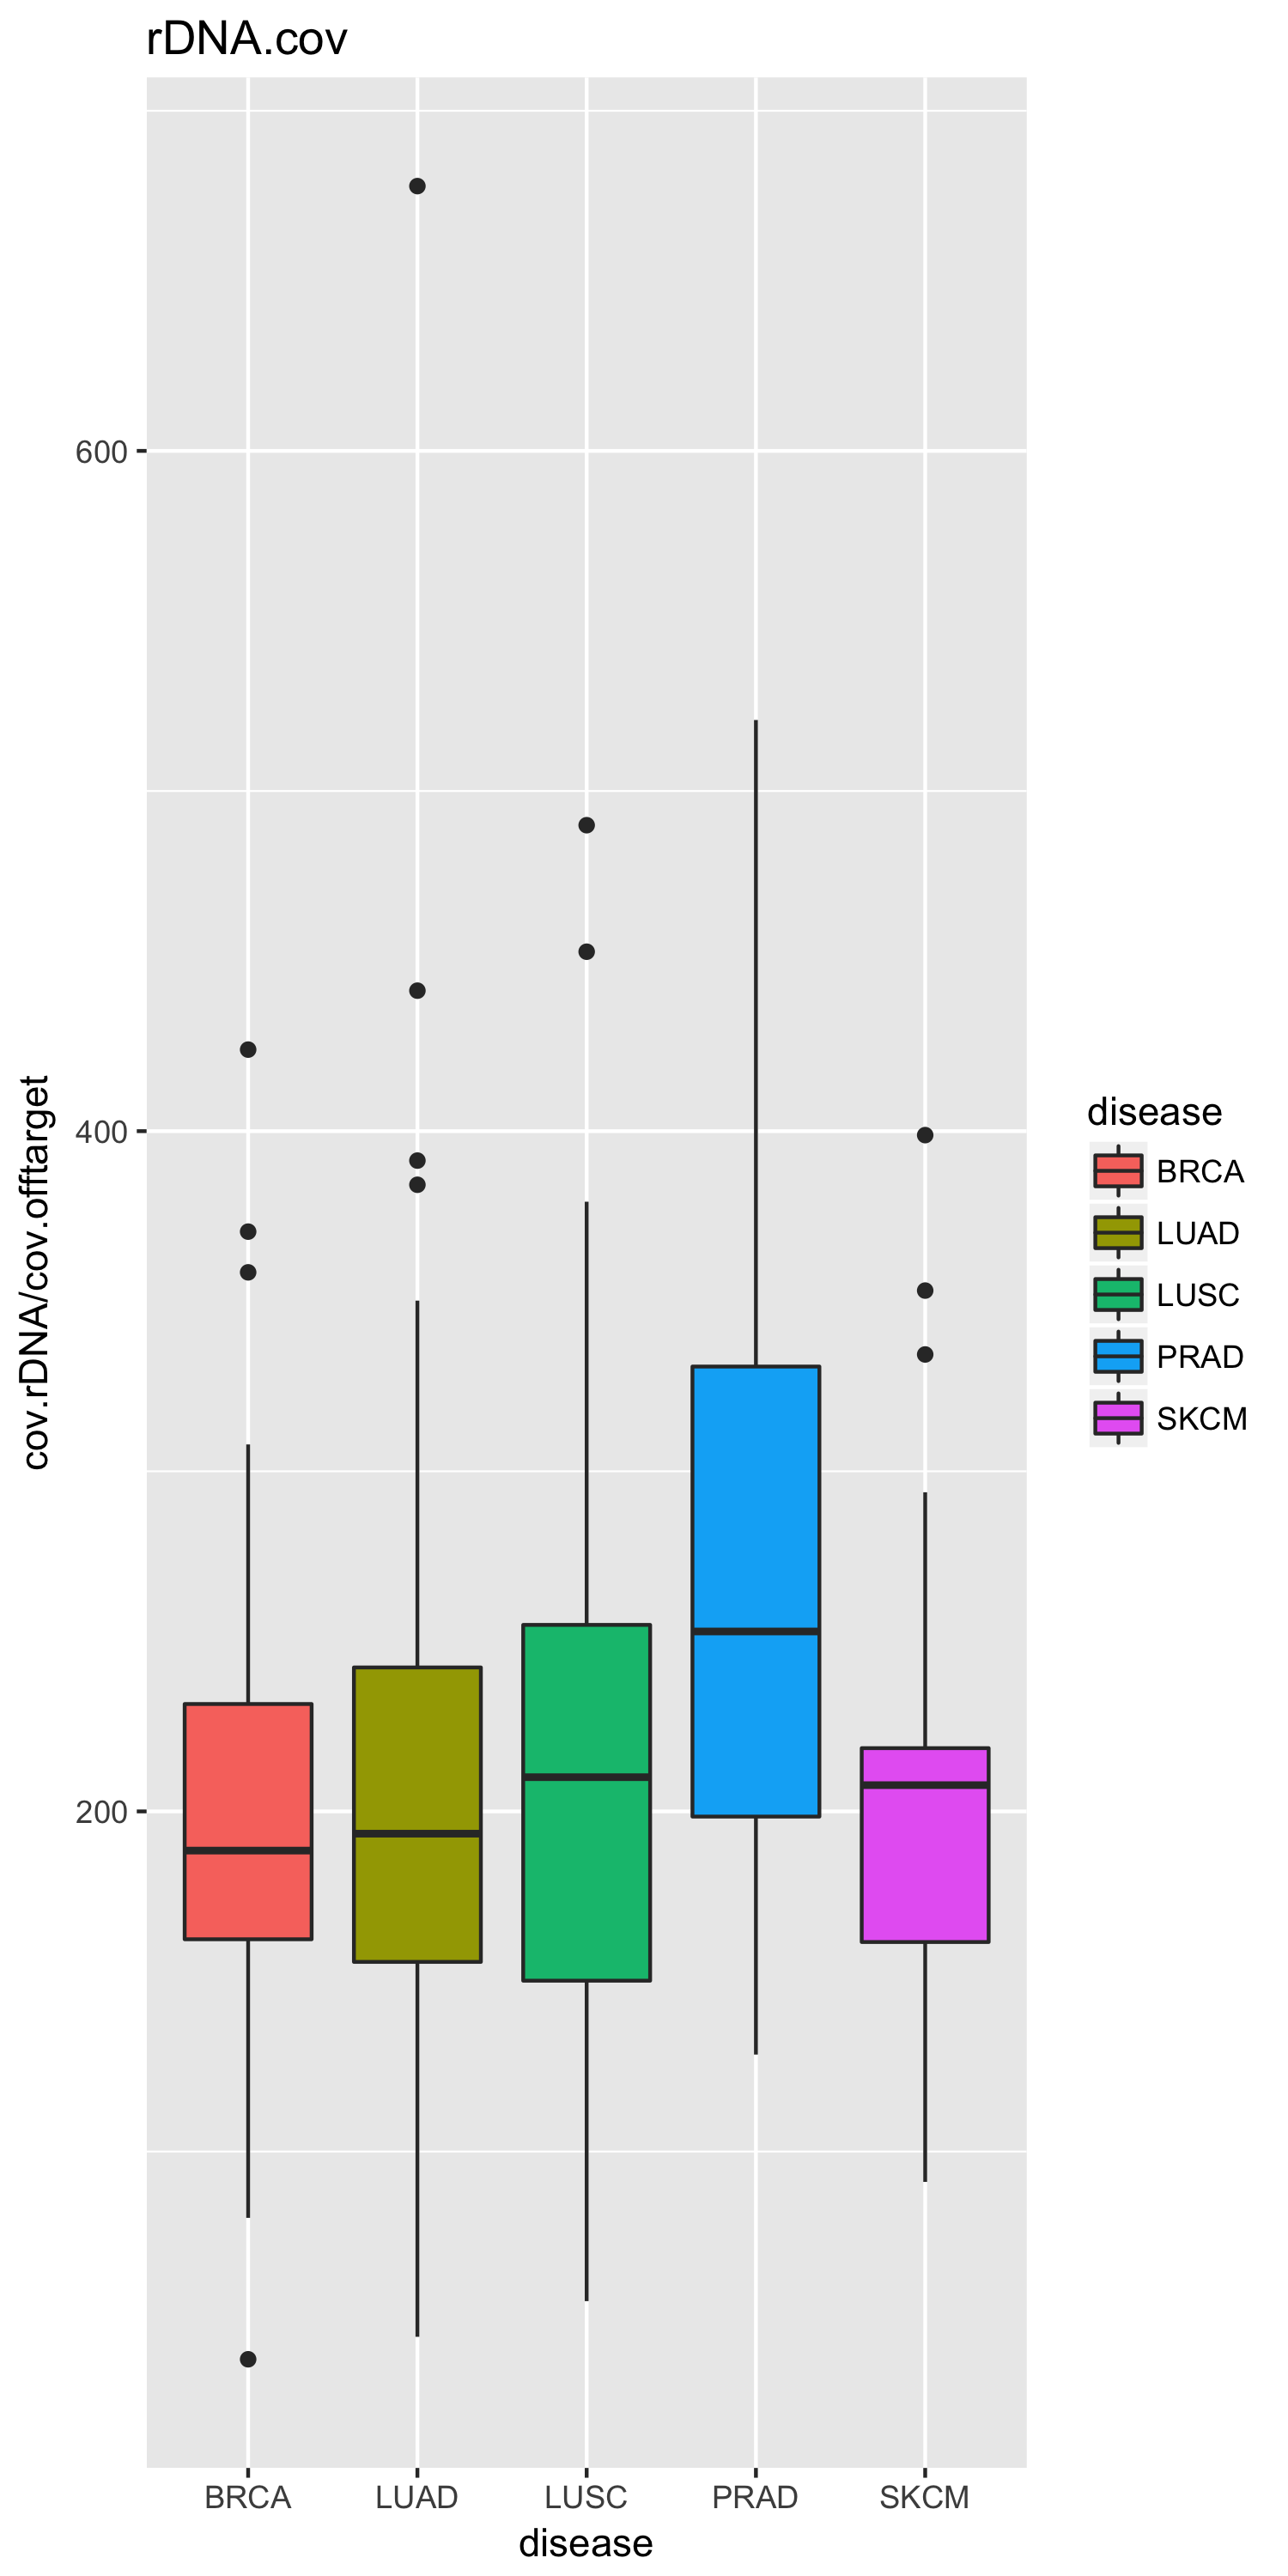 rDNA.cov
cov.rDNA/cov.offtarget
600
400
200
BRCA
LUAD
LUSC
PRAD
SKCM
disease
disease
BRCA
LUAD
LUSC
PRAD
SKCM